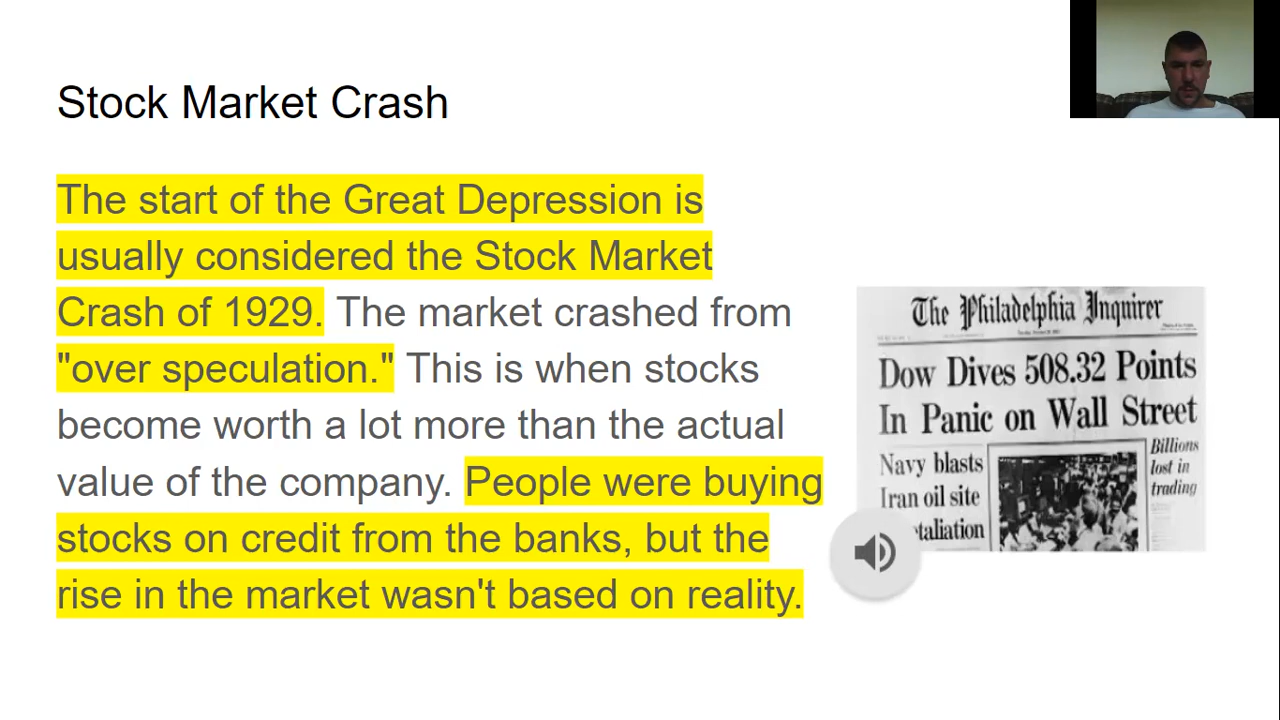 Stock Market Crash
The start of the Great Depression is
usually considered the Stock Market
Crash of 1929. The market crashed from
"over speculation." This is when stocks
become worth a lot more than the actual
value of the company. People were buying
stocks on credit from the banks, but the
rise in the market wasn't based on reality.
The Philadelphia Inquirer
Dow Dives 508.32 Points
In Panic on Wall Street
Navy blasts
Iran oil site
Billions
lost in
trading